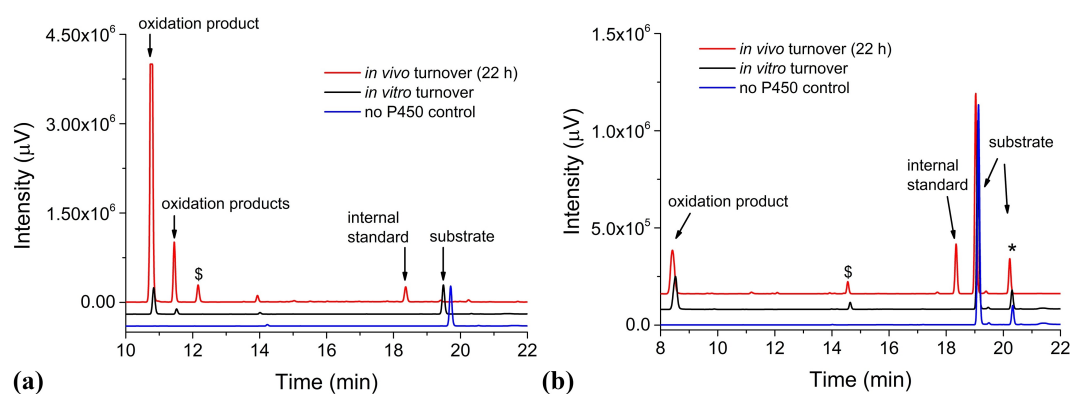 oxidation product
4.50x10⁶
3.00x10⁶
1.50x10⁶
0.00
Intensity (µV)
in vivo turnover (22 h)
in vitro turnover
no P450 control
oxidation products
$
internal
standard
substrate
10 12 14 16 18 20 22
Time (min)
(a)
1.5x10⁶
1.0x10⁶
5.0x10⁵
0.0
Intensity (µV)
in vivo turnover (22 h)
in vitro turnover
no P450 control
oxidation product
$
internal
standard
substrate
*
8 10 12 14 16 18 20 22
Time (min)
(b)